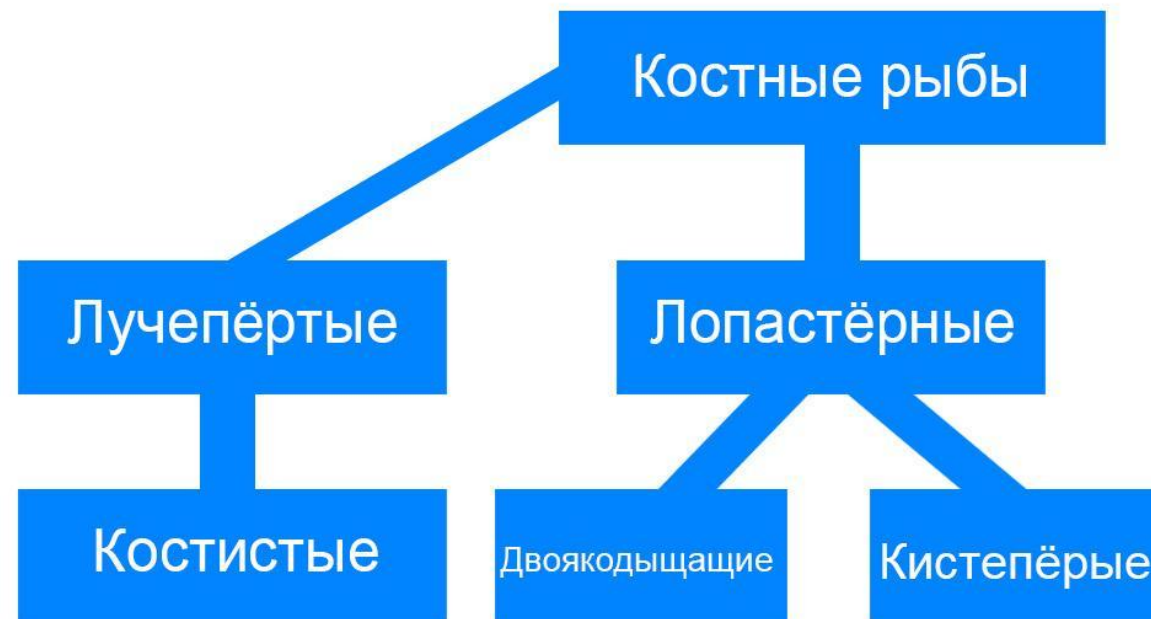 Костные рыбы
Лучепёртые
Лопастёрные
Костистые
Двоякодыщащие
Кистепёрые